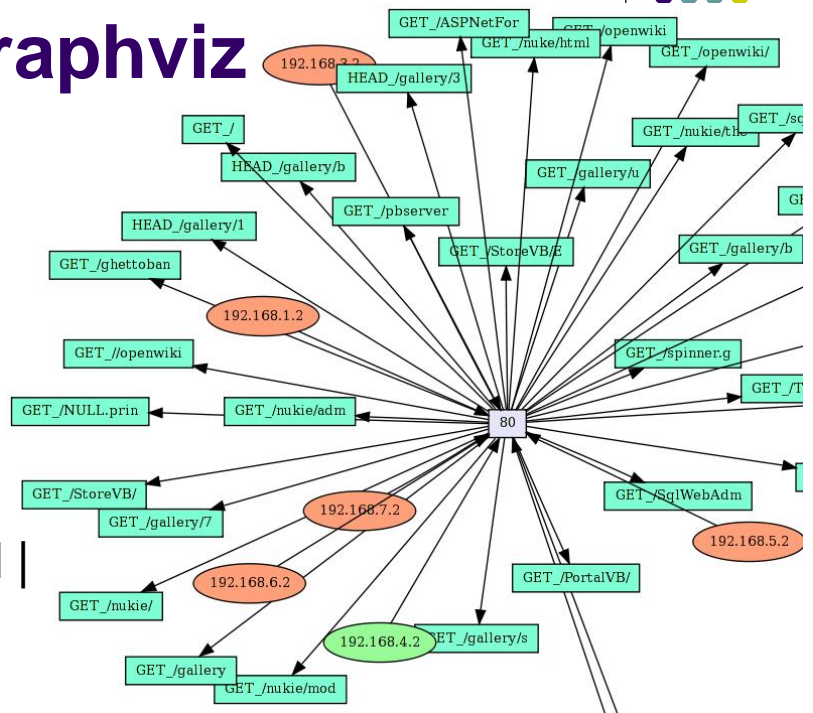 raphviz
GET_/ASPNetFor
GET_/nuke/html
GET_/openwiki
GET_/openwiki/
192.168.3.2
HEAD_/gallery/3
GET_/
GET_/nukie/the
GET_/sq
HEAD_/gallery/b
GET_/gallery/u
GET_/pbserver
HEAD_/gallery/1
GET_/StoreVB/E
GET_/gallery/b
GET_/ghettoban
192.168.1.2
GET_//openwiki
GET_/spinner.g
GET_/T
GET_/NULL.prin
GET_/nukie/adm
80
GET_/StoreVB/
GET_/SqlWebAdm
192.168.7.2
GET_/gallery/7
192.168.5.2
192.168.6.2
GET_/PortalVB/
GET_/nukie/
192.168.4.2
GET_/gallery/s
GET_/gallery
GET_/nukie/mod